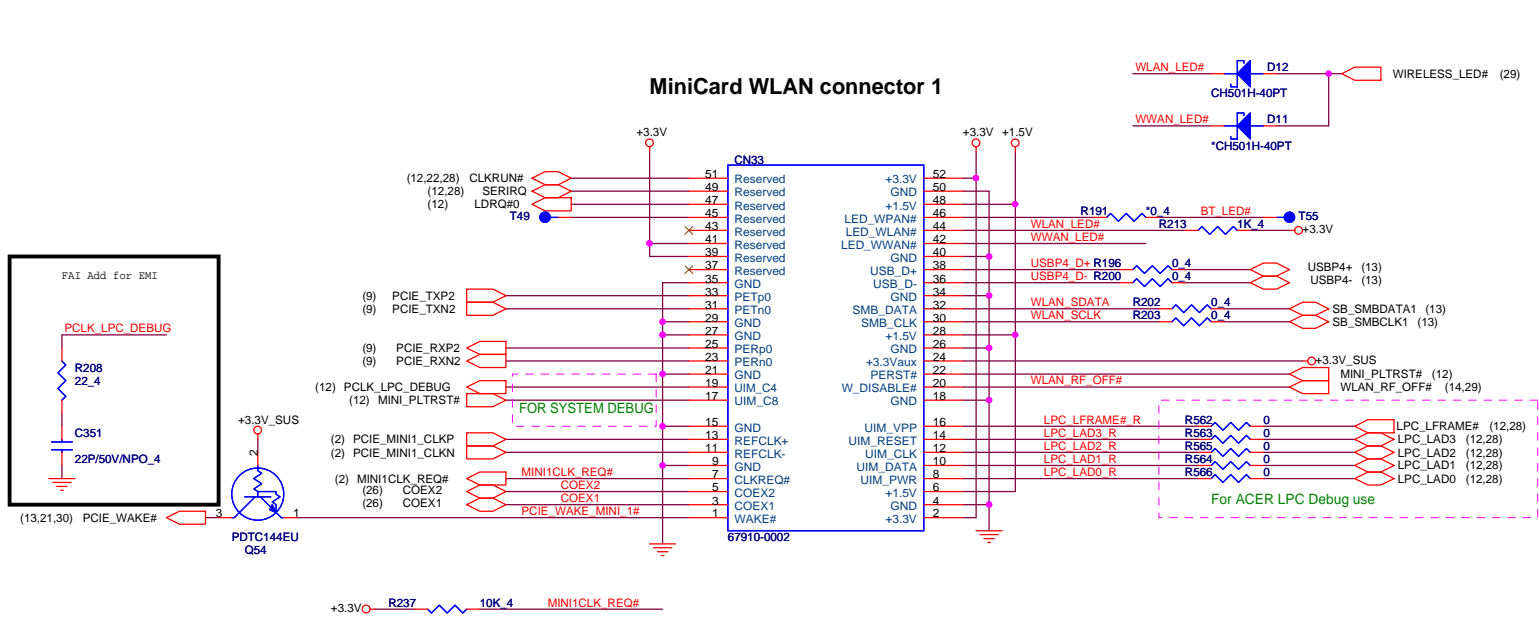 MiniCard WLAN connector 1
WLAN_LED#
D12
CH501H-40PT
WIRELESS_LED# (29)
WWAN_LED#
D11
*CH501H-40PT
+3.3V
+3.3V
+1.5V
CN33
(12,22,28) CLKRUN# 51 Reserved
(12,28) SERIRQ 49 Reserved
(12) LDRQ#0 47 Reserved
T49 45 Reserved
43 Reserved
41 Reserved
39 Reserved
37 Reserved
35 GND
(9) PCIE_TXP2 33 PETp0
(9) PCIE_TXN2 31 PETn0
29 GND
27 GND
(9) PCIE_RXP2 25 PERp0
(9) PCIE_RXN2 23 PERn0
21 GND
(12) PCLK_LPC_DEBUG 19 UIM_C4
(12) MINI_PLTRST# 17 UIM_C8
FOR SYSTEM DEBUG
15 GND
(2) PCIE_MINI1_CLKP 13 REFCLK+
(2) PCIE_MINI1_CLKN 11 REFCLK-
9 GND
(2) MINI1CLK_REQ# MINI1CLK_REQ# 7 CLKREQ#
(26) COEX2 COEX2 5 COEX2
(26) COEX1 COEX1 3 COEX1
PCIE_WAKE_MINI_1# 1 WAKE#
+3.3V 52
GND 50
+1.5V 48
LED_WPAN# 46 R191 *0_4 BT_LED# T55
LED_WLAN# 44 WLAN_LED# R213 1K_4 +3.3V
LED_WWAN# 42 WWAN_LED#
GND 40
USB_D+ 38 USBP4_D+ R196 0_4 USBP4+ (13)
USB_D- 36 USBP4_D- R200 0_4 USBP4- (13)
GND 34
SMB_DATA 32 WLAN_SDATA R202 0_4 SB_SMBDATA1 (13)
SMB_CLK 30 WLAN_SCLK R203 0_4 SB_SMBCLK1 (13)
+1.5V 28
GND 26
+3.3Vaux 24 +3.3V_SUS
PERST# 22 MINI_PLTRST# (12)
W_DISABLE# 20 WLAN_RF_OFF# WLAN_RF_OFF# (14,29)
GND 18
UIM_VPP 16 LPC_LFRAME#_R R562 0 LPC_LFRAME# (12,28)
UIM_RESET 14 LPC_LAD3_R R563 0 LPC_LAD3 (12,28)
UIM_CLK 12 LPC_LAD2_R R565 0 LPC_LAD2 (12,28)
UIM_DATA 10 LPC_LAD1_R R564 0 LPC_LAD1 (12,28)
UIM_PWR 8 LPC_LAD0_R R566 0 LPC_LAD0 (12,28)
+1.5V 6
GND 4
+3.3V 2
For ACER LPC Debug use
67910-0002
FAI Add for EMI
PCLK_LPC_DEBUG
R208
22_4
C351
22P/50V/NPO_4
+3.3V_SUS
2
(13,21,30) PCIE_WAKE# 3 1
PDTC144EU
Q54
+3.3V R237 10K_4 MINI1CLK_REQ#